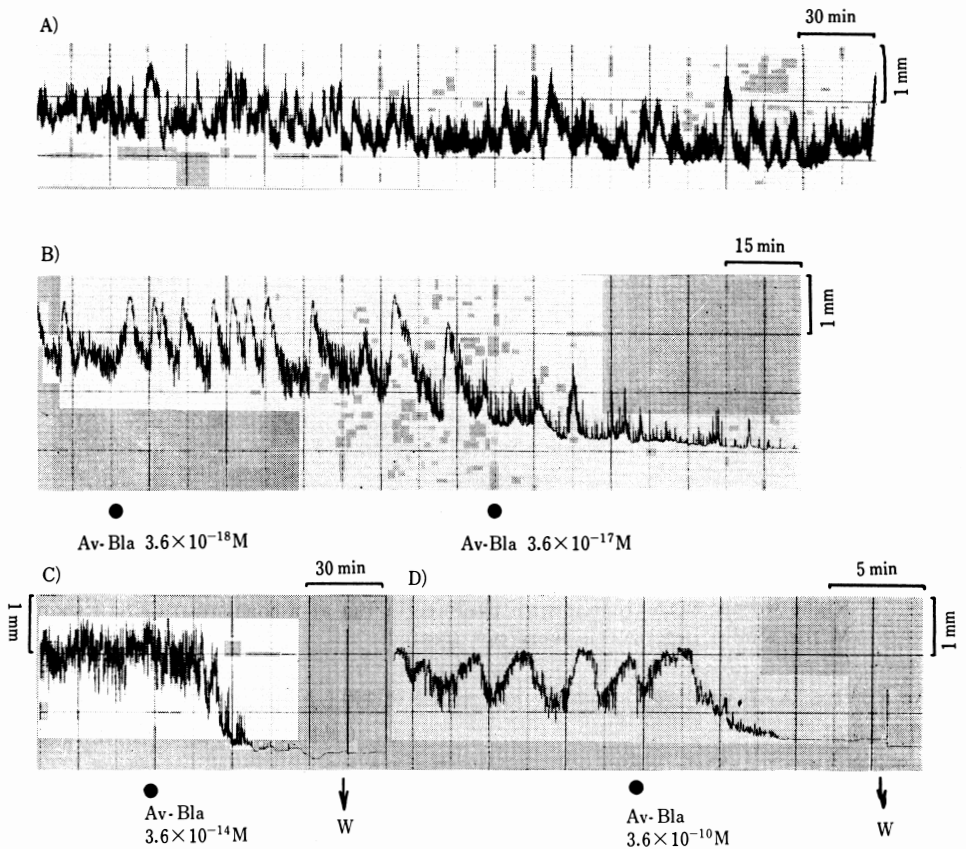 A)
30 min
1 mm
B)
15 min
1 mm
Av-Bla 3.6×10⁻¹⁸M
Av-Bla 3.6×10⁻¹⁷M
C)
30 min
D)
5 min
1 mm
1 mm
Av-Bla
3.6×10⁻¹⁴M
W
Av-Bla
3.6×10⁻¹⁰M
W